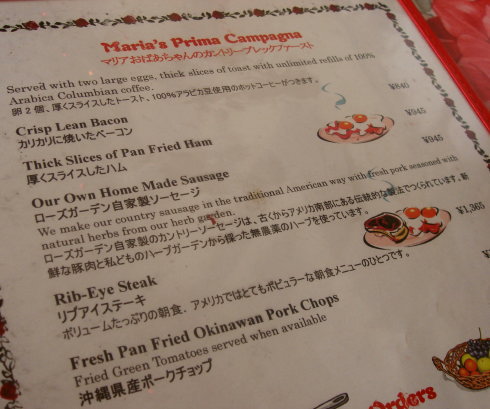 Maria's Prima Campagna
マリアおばあちゃんのカントリーブレックファースト
Served with two large eggs, thick slices of toast with unlimited refills of 100%
Arabica Columbian coffee.
卵2個、厚くスライスしたトースト、100%アラビカ豆使用のホットコーヒーがつきます。
Crisp Lean Bacon ¥840
カリカリに焼いたベーコン
Thick Slices of Pan Fried Ham ¥945
厚くスライスしたハム
Our Own Home Made Sausage ¥945
ローズガーデン自家製ソーセージ
We make our country sausage in the traditional American way with fresh pork seasoned with
natural herbs from our herb garden.
ローズガーデン自家製のカントリーソーセージは、古くからアメリカ南部にある伝統的な製法でつくられています。新
鮮な豚肉と私どものハーブガーデンから採った無農薬のハーブを使っています。
Rib-Eye Steak ¥1,365
リブアイステーキ
ボリュームたっぷりの朝食、アメリカではとてもポピュラーな朝食メニューのひとつです。
Fresh Pan Fried Okinawan Pork Chops
Fried Green Tomatoes served when available
沖縄県産ポークチョップ
Orders